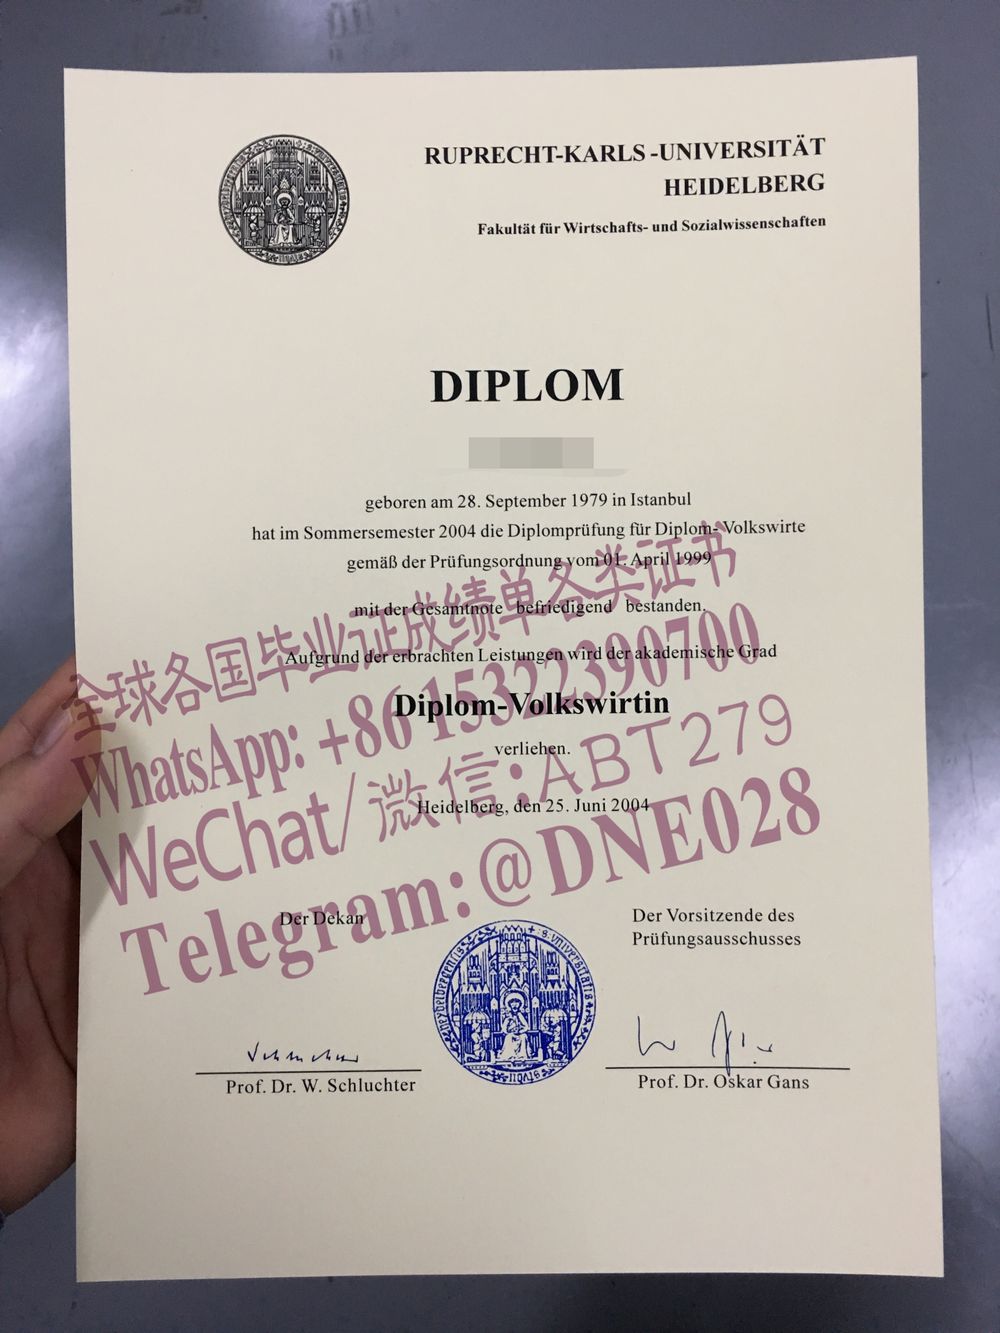 RUPRECHT-KARLS-UNIVERSITÄT
HEIDELBERG
Fakultät für Wirtschafts- und Sozialwissenschaften
DIPLOM
geboren am 28. September 1979 in Istanbul
hat im Sommersemester 2004 die Diplomprüfung für Diplom-Volkswirte
gemäß der Prüfungsordnung vom 01. April 1999
mit der Gesamtnote befriedigend bestanden.
Aufgrund der erbrachten Leistungen wird der akademische Grad
Diplom-Volkswirtin
verliehen.
Heidelberg, den 25. Juni 2004
全球各国毕业证成绩单各类证书
WhatsApp: +86 15322390700
WeChat/微信:ABT279
Telegram:@DNE028
Der Dekan
Der Vorsitzende des
Prüfungsausschusses
Prof. Dr. W. Schluchter
Prof. Dr. Oskar Gans